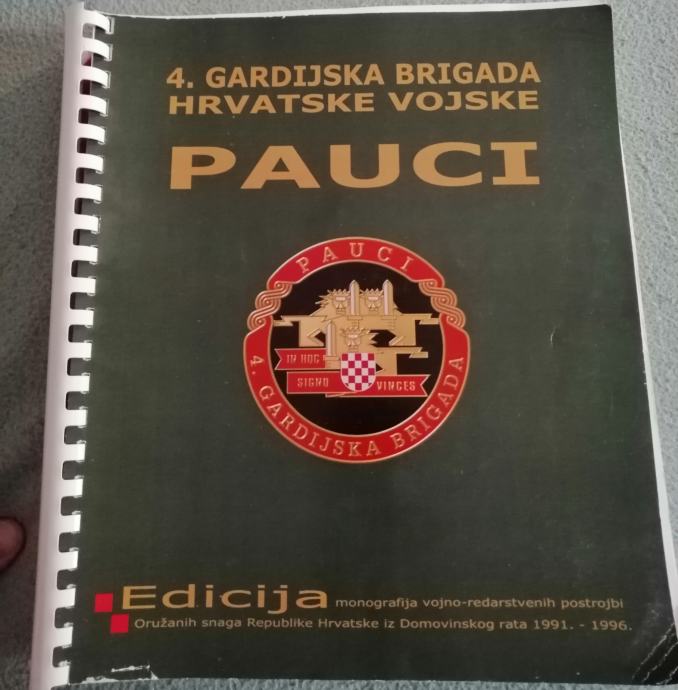 4. GARDIJSKA BRIGADA
HRVATSKE VOJSKE
PAUCI
PAUCI
IN HOC
SIGNO VINCES
4. GARDIJSKA BRIGADA
Edicija monografija vojno-redarstvenih postrojbi
Oružanih snaga Republike Hrvatske iz Domovinskog rata 1991. - 1996.